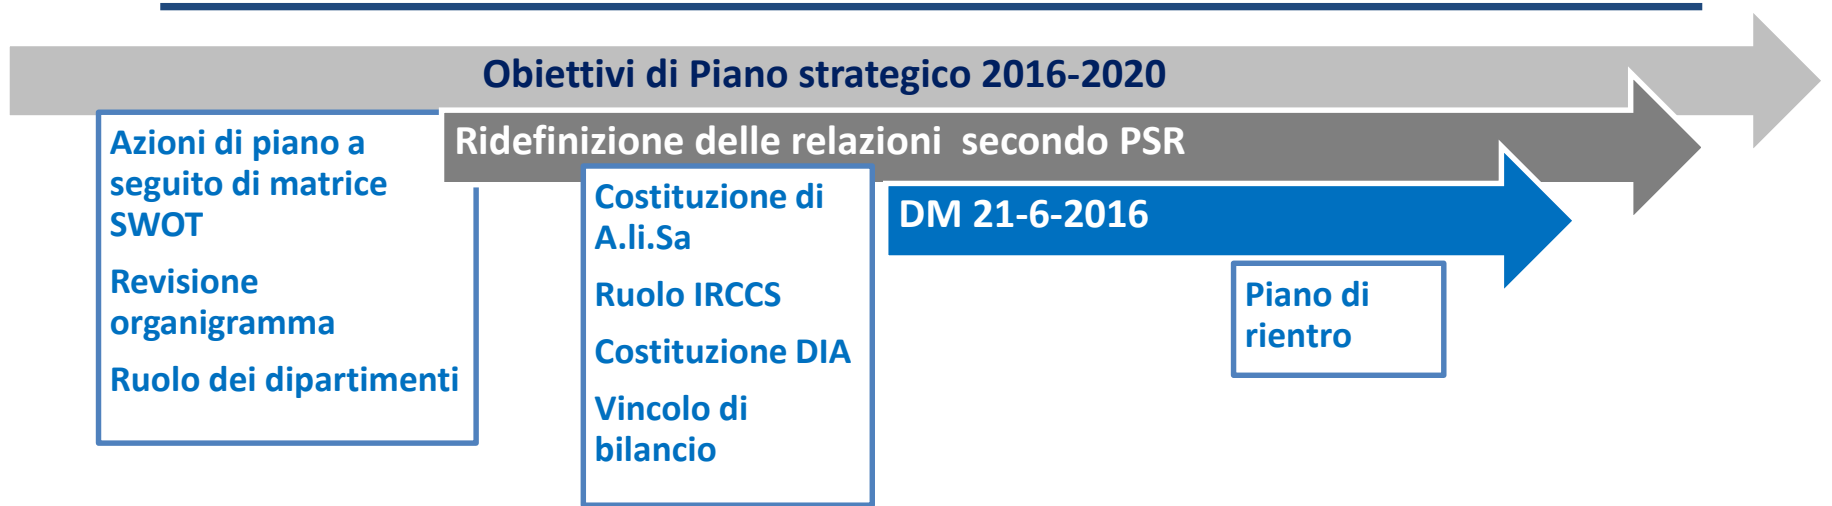 Obiettivi di Piano strategico 2016-2020
Ridefinizione delle relazioni secondo PSR
DM 21-6-2016
Azioni di piano a
seguito di matrice
SWOT
Revisione
organigramma
Ruolo dei dipartimenti
Costituzione di
A.li.Sa
Ruolo IRCCS
Costituzione DIA
Vincolo di
bilancio
Piano di
rientro